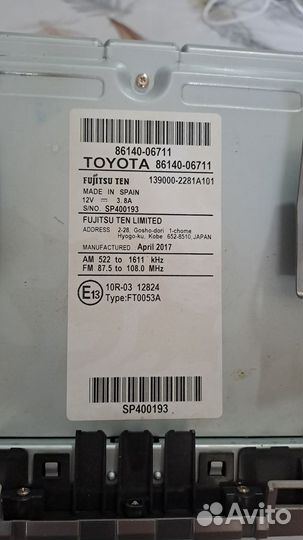 86140-06711
TOYOTA 86140-06711
FUJITSU TEN 139000-2281A101
MADE IN SPAIN
12V ⎓ 3.8A
S/NO. SP400193
FUJITSU TEN LIMITED
ADDRESS 2-28, Gosho-dori 1-chome
Hyogo-ku, Kobe 652-8510, JAPAN
MANUFACTURED April 2017
AM 522 to 1611 kHz
FM 87.5 to 108.0 MHz
E13 10R-03 12824
Type:FT0053A
SP400193
Avito